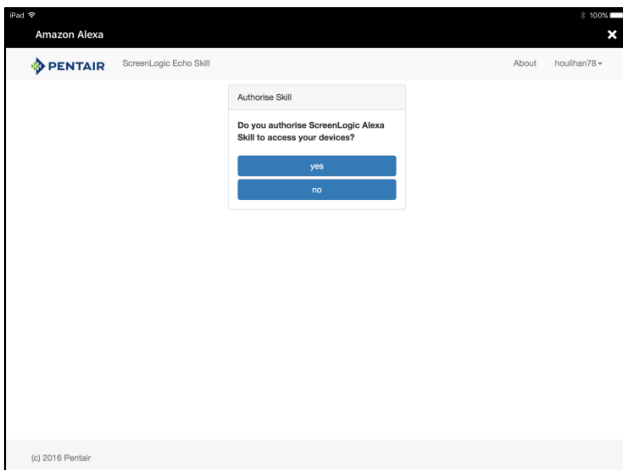 iPad 100%
Amazon Alexa
PENTAIR ScreenLogic Echo Skill About houlihan78
Authorise Skill
Do you authorise ScreenLogic Alexa
Skill to access your devices?
yes
no
(c) 2016 Pentair